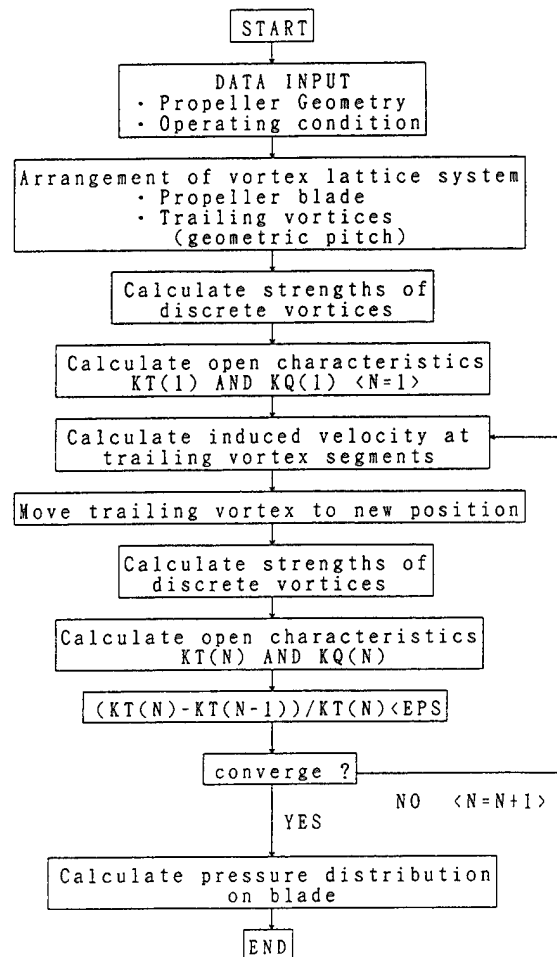 START
DATA INPUT
· Propeller Geometry
· Operating condition
Arrangement of vortex lattice system
· Propeller blade
· Trailing vortices
(geometric pitch)
Calculate strengths of
discrete vortices
Calculate open characteristics
KT(1) AND KQ(1) <N=1>
Calculate induced velocity at
trailing vortex segments
Move trailing vortex to new position
Calculate strengths of
discrete vortices
Calculate open characteristics
KT(N) AND KQ(N)
(KT(N)-KT(N-1))/KT(N)<EPS
converge ?
NO <N=N+1>
YES
Calculate pressure distribution
on blade
END